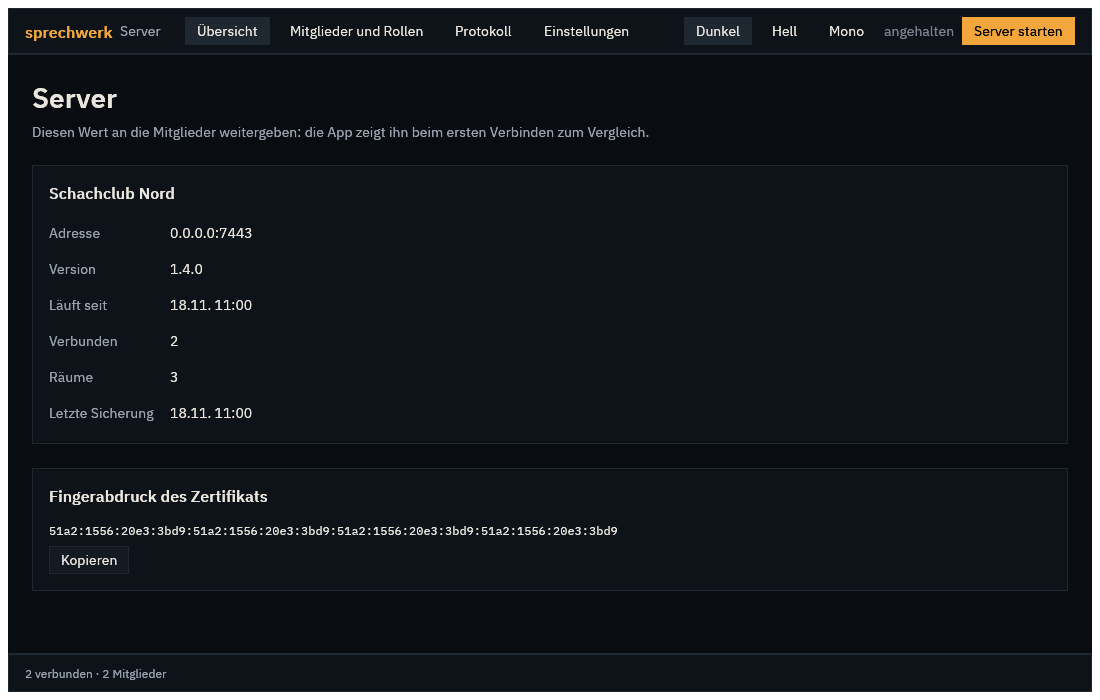 sprechwerk Server Übersicht Mitglieder und Rollen Protokoll Einstellungen Dunkel Hell Mono angehalten Server starten
Server
Diesen Wert an die Mitglieder weitergeben: die App zeigt ihn beim ersten Verbinden zum Vergleich.
Schachclub Nord
Adresse 0.0.0.0:7443
Version 1.4.0
Läuft seit 18.11. 11:00
Verbunden 2
Räume 3
Letzte Sicherung 18.11. 11:00
Fingerabdruck des Zertifikats
51a2:1556:20e3:3bd9:51a2:1556:20e3:3bd9:51a2:1556:20e3:3bd9:51a2:1556:20e3:3bd9
Kopieren
2 verbunden · 2 Mitglieder